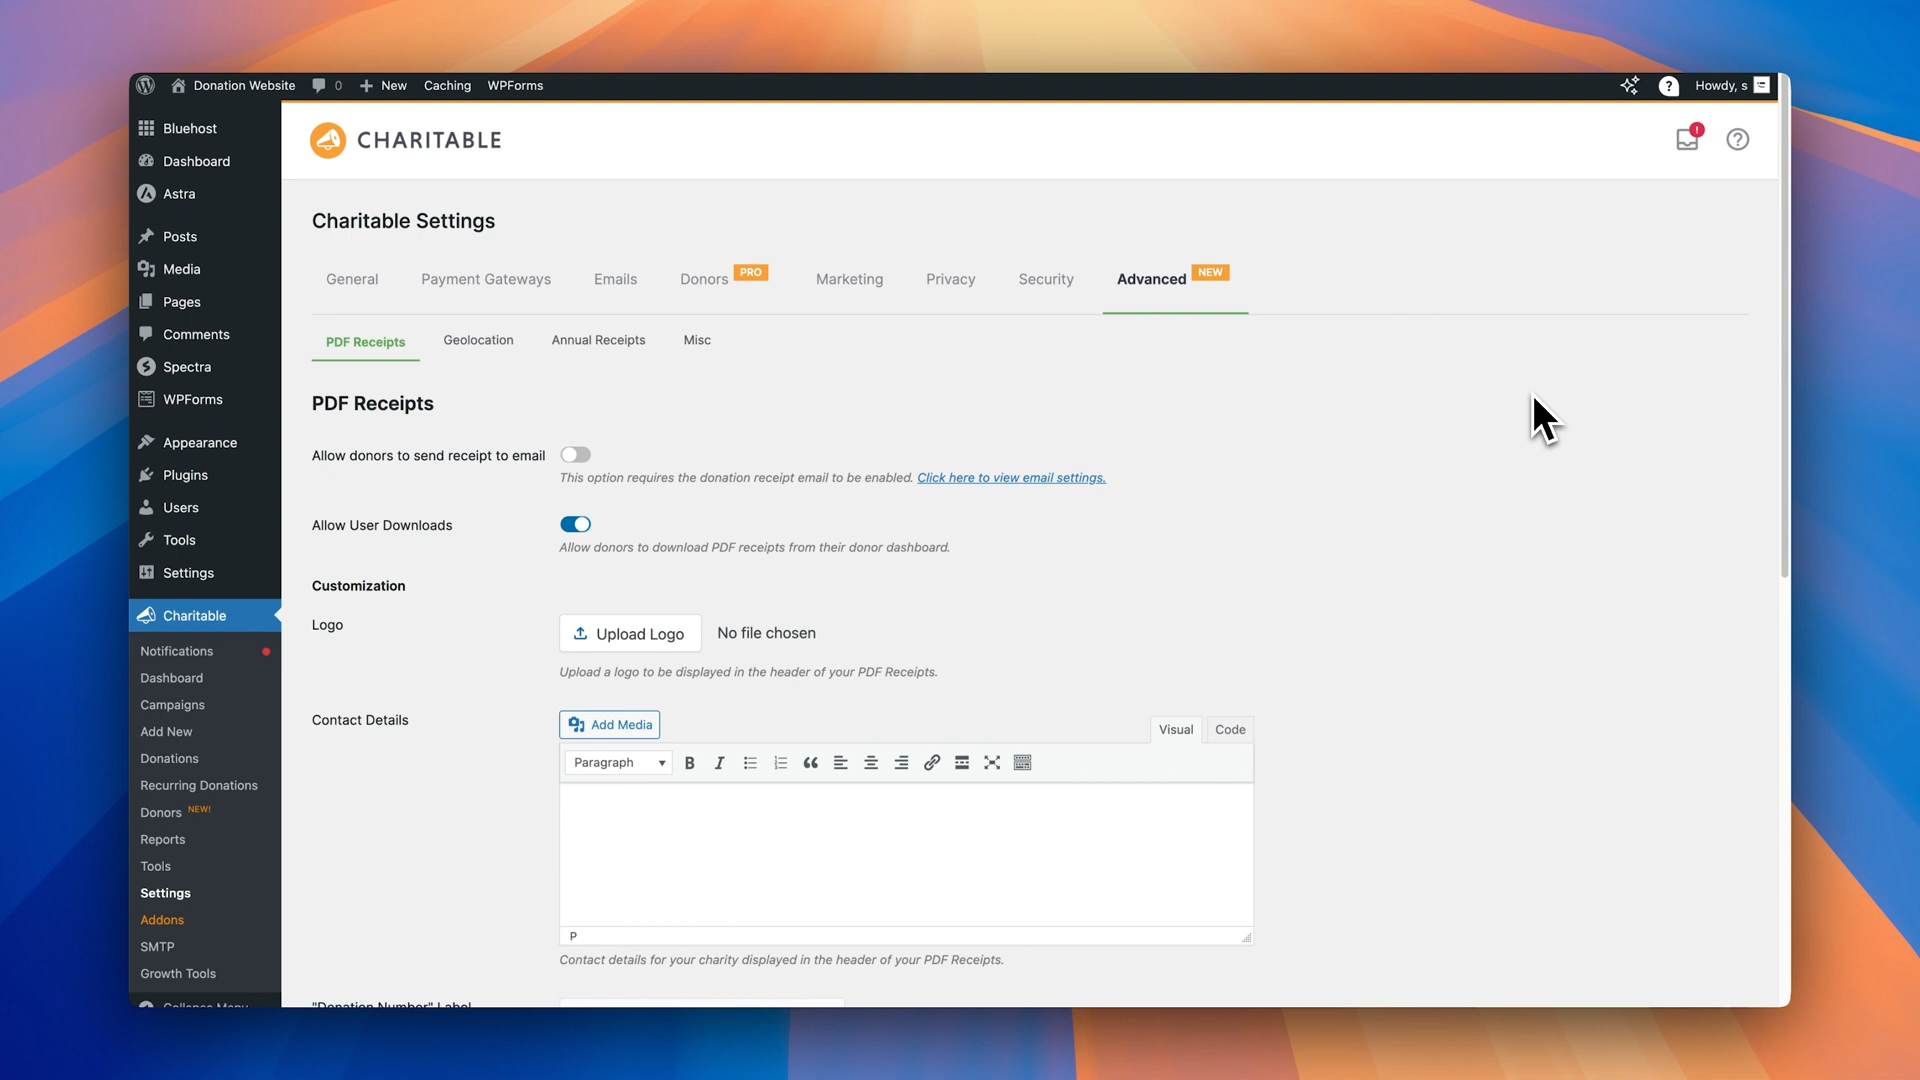 Donation Website 0 New Caching WPForms ? Howdy, s
Bluehost
Dashboard
Astra
Posts
Media
Pages
Comments
Spectra
WPForms
Appearance
Plugins
Users
Tools
Settings
Charitable
Notifications
Dashboard
Campaigns
Add New
Donations
Recurring Donations
Donors NEW!
Reports
Tools
Settings
Addons
SMTP
Growth Tools
Collapse Menu
CHARITABLE ! ?
Charitable Settings
General Payment Gateways Emails Donors PRO Marketing Privacy Security Advanced NEW
PDF Receipts Geolocation Annual Receipts Misc
PDF Receipts
Allow donors to send receipt to email
This option requires the donation receipt email to be enabled. Click here to view email settings.
Allow User Downloads
Allow donors to download PDF receipts from their donor dashboard.
Customization
Logo Upload Logo No file chosen
Upload a logo to be displayed in the header of your PDF Receipts.
Contact Details Add Media Visual Code
Paragraph B I
P
Contact details for your charity displayed in the header of your PDF Receipts.
"Donation Number" Label